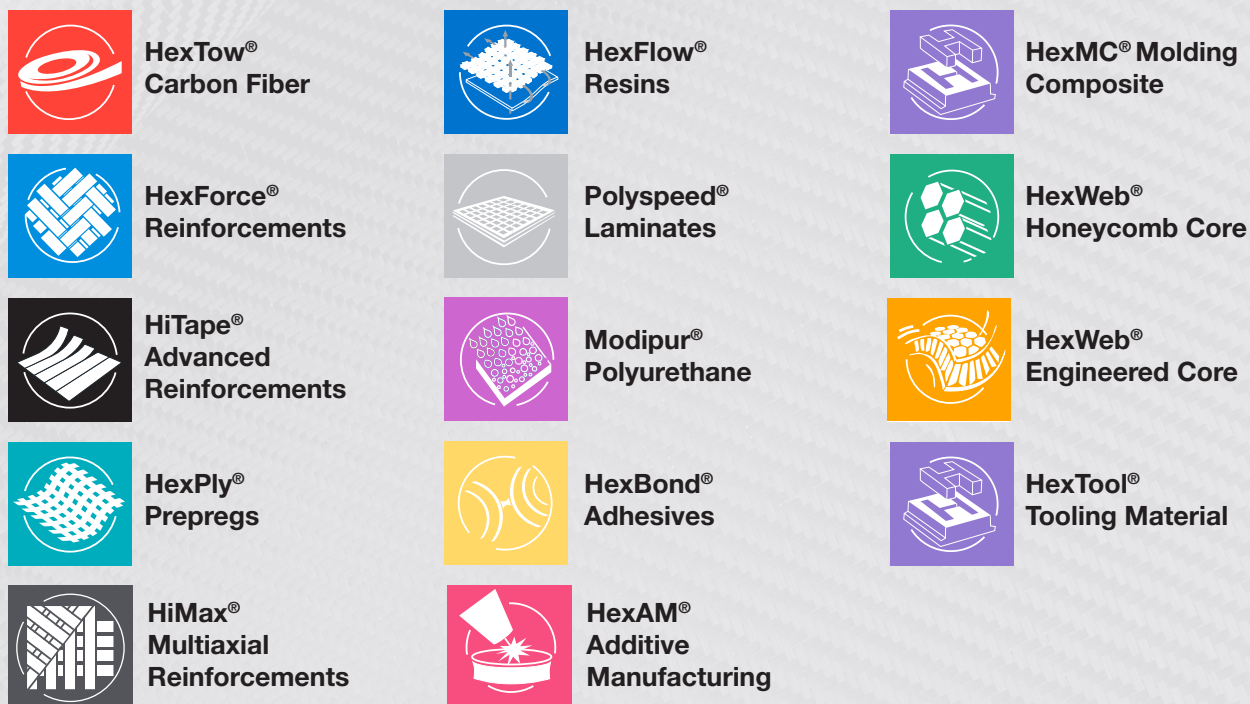 HexTow®
Carbon Fiber
HexForce®
Reinforcements
HiTape®
Advanced
Reinforcements
HexPly®
Prepregs
HiMax®
Multiaxial
Reinforcements
HexFlow®
Resins
Polyspeed®
Laminates
Modipur®
Polyurethane
HexBond®
Adhesives
HexAM®
Additive
Manufacturing
HexMC® Molding
Composite
HexWeb®
Honeycomb Core
HexWeb®
Engineered Core
HexTool®
Tooling Material